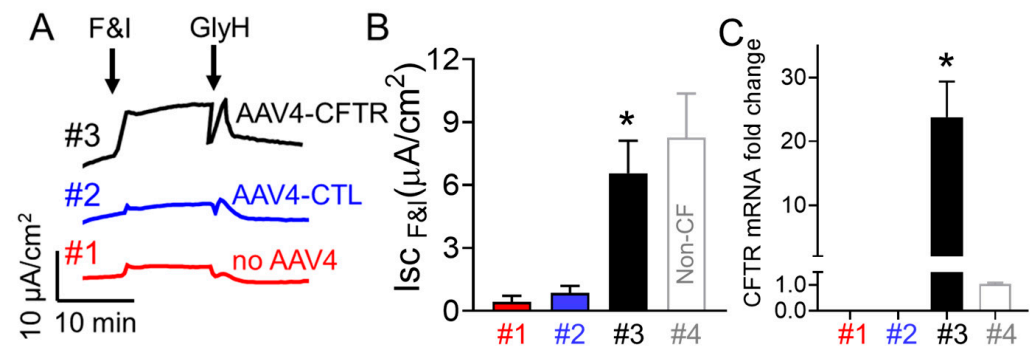 A
F&I
GlyH
#3
AAV4-CFTR
#2
AAV4-CTL
#1
no AAV4
10 µA/cm²
10 min
B
Isc F&I(µA/cm²)
12
9
6
3
0
*
Non-CF
#1 #2 #3 #4
C
CFTR mRNA fold change
30
20
10
1.0
0.0
*
#1 #2 #3 #4